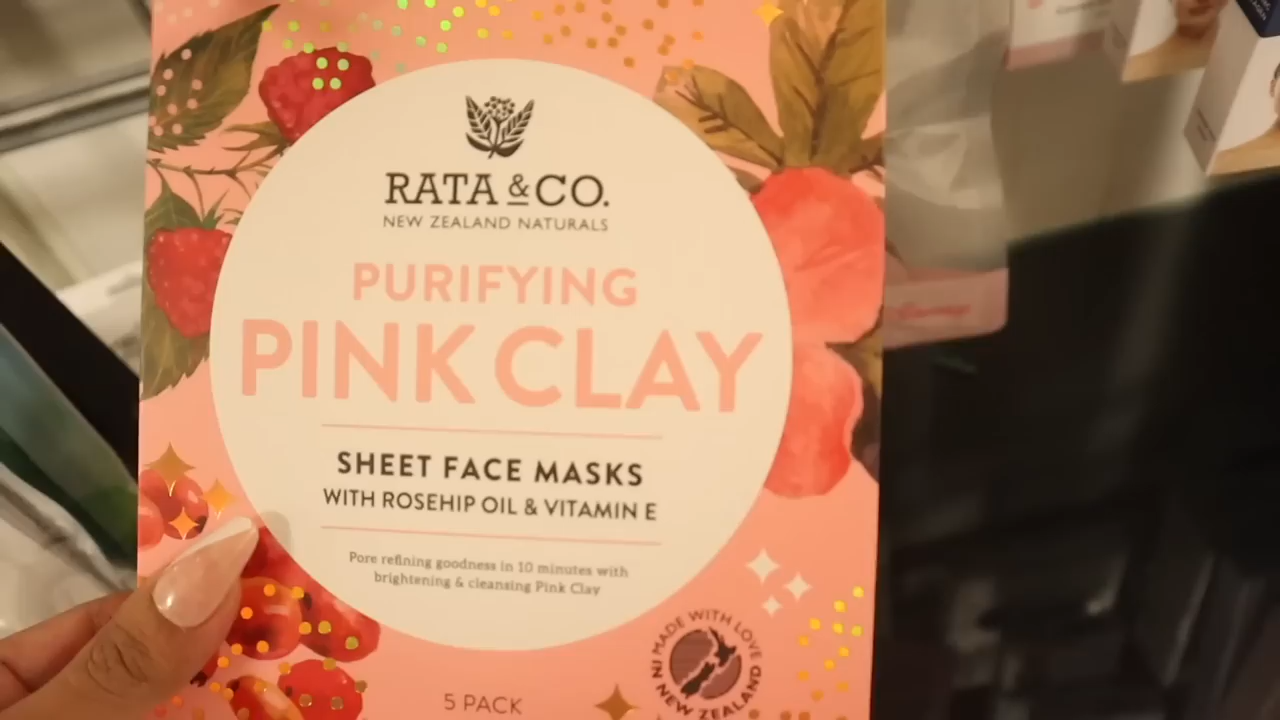 RATA & CO.
NEW ZEALAND NATURALS
PURIFYING
PINK CLAY
SHEET FACE MASKS
WITH ROSEHIP OIL & VITAMIN E
Pore refining goodness in 10 minutes with
brightening & cleansing Pink Clay
MADE WITH LOVE
IN NEW ZEALAND
5 PACK